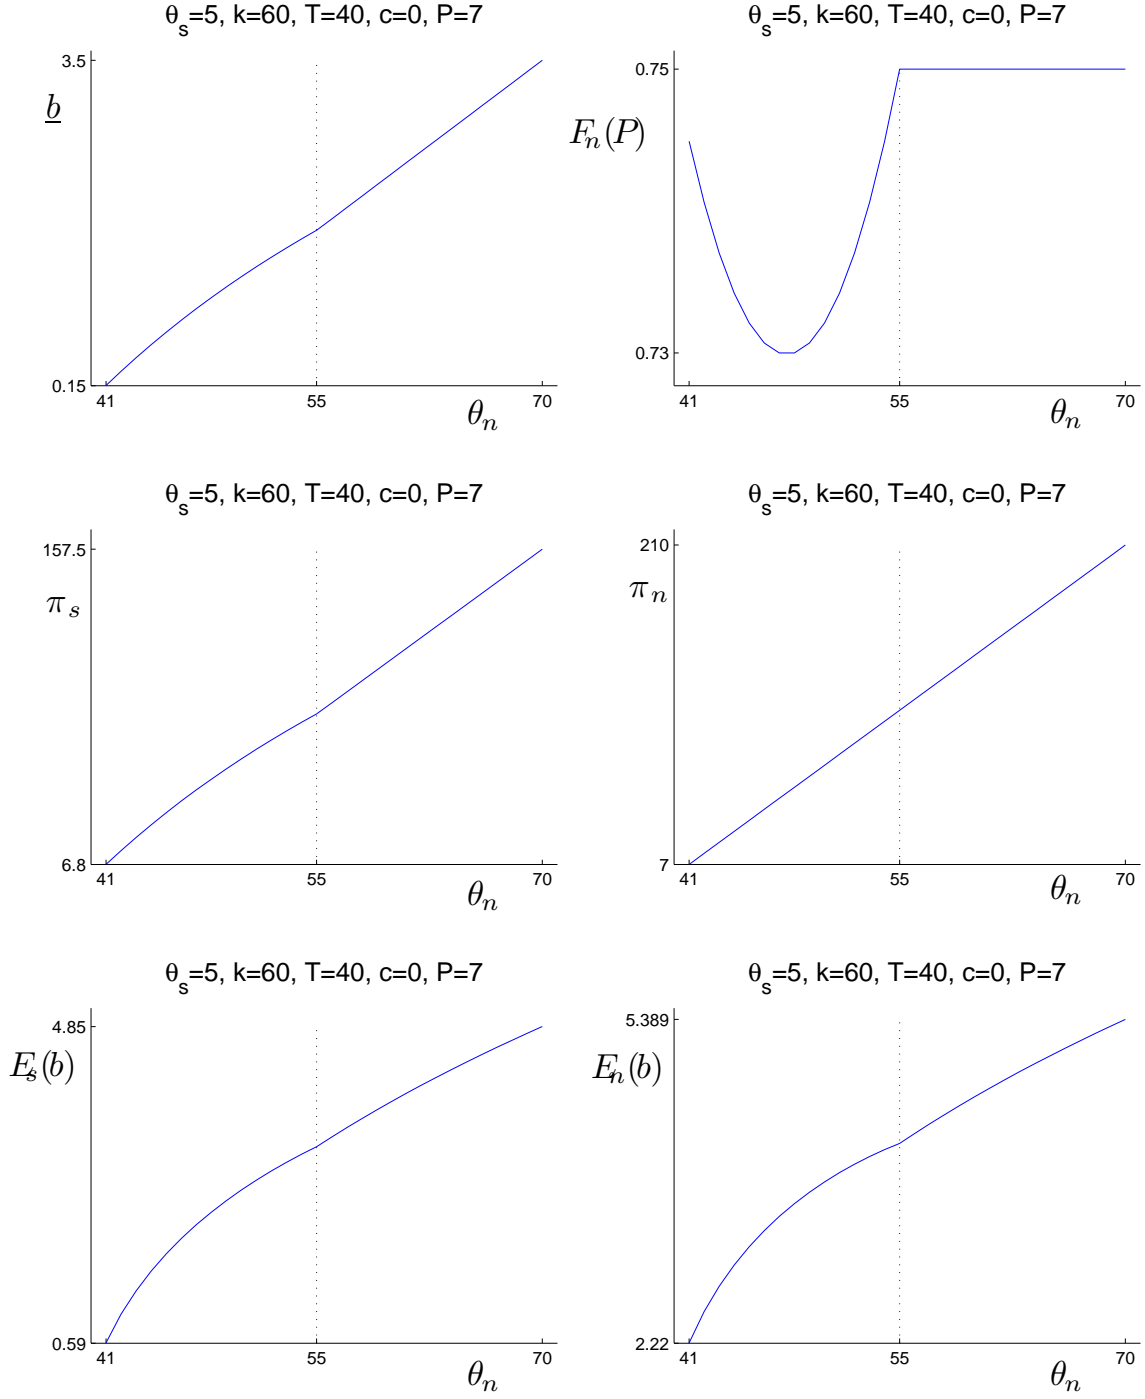 θs=5, k=60, T=40, c=0, P=7
3.5
b
0.15
41
55
70
θn
θs=5, k=60, T=40, c=0, P=7
0.75
Fn(P)
0.73
41
55
70
θn
θs=5, k=60, T=40, c=0, P=7
157.5
πs
6.8
41
55
70
θn
θs=5, k=60, T=40, c=0, P=7
210
πn
7
41
55
70
θn
θs=5, k=60, T=40, c=0, P=7
4.85
Es(b)
0.59
41
55
70
θn
θs=5, k=60, T=40, c=0, P=7
5.389
En(b)
2.22
41
55
70
θn